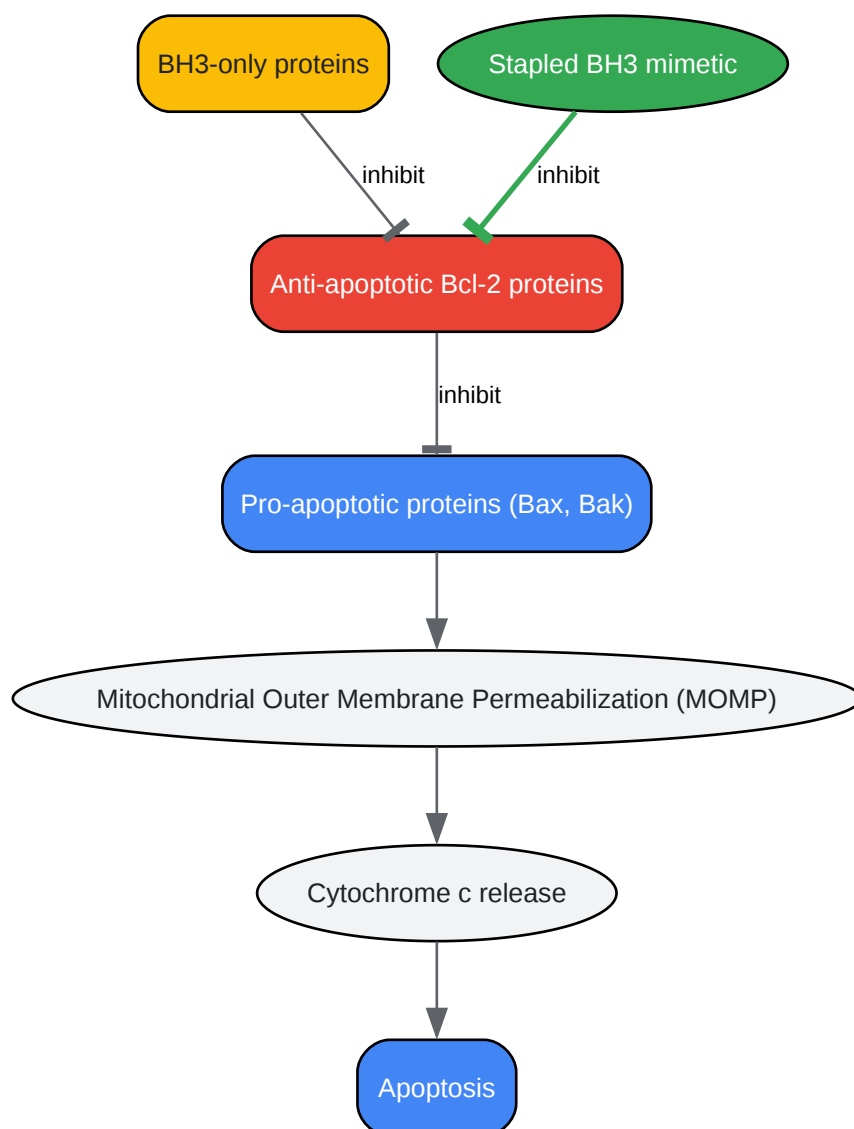 BH3-only proteins
Stapled BH3 mimetic
inhibit
inhibit
Anti-apoptotic Bcl-2 proteins
inhibit
Pro-apoptotic proteins (Bax, Bak)
Mitochondrial Outer Membrane Permeabilization (MOMP)
Cytochrome c release
Apoptosis